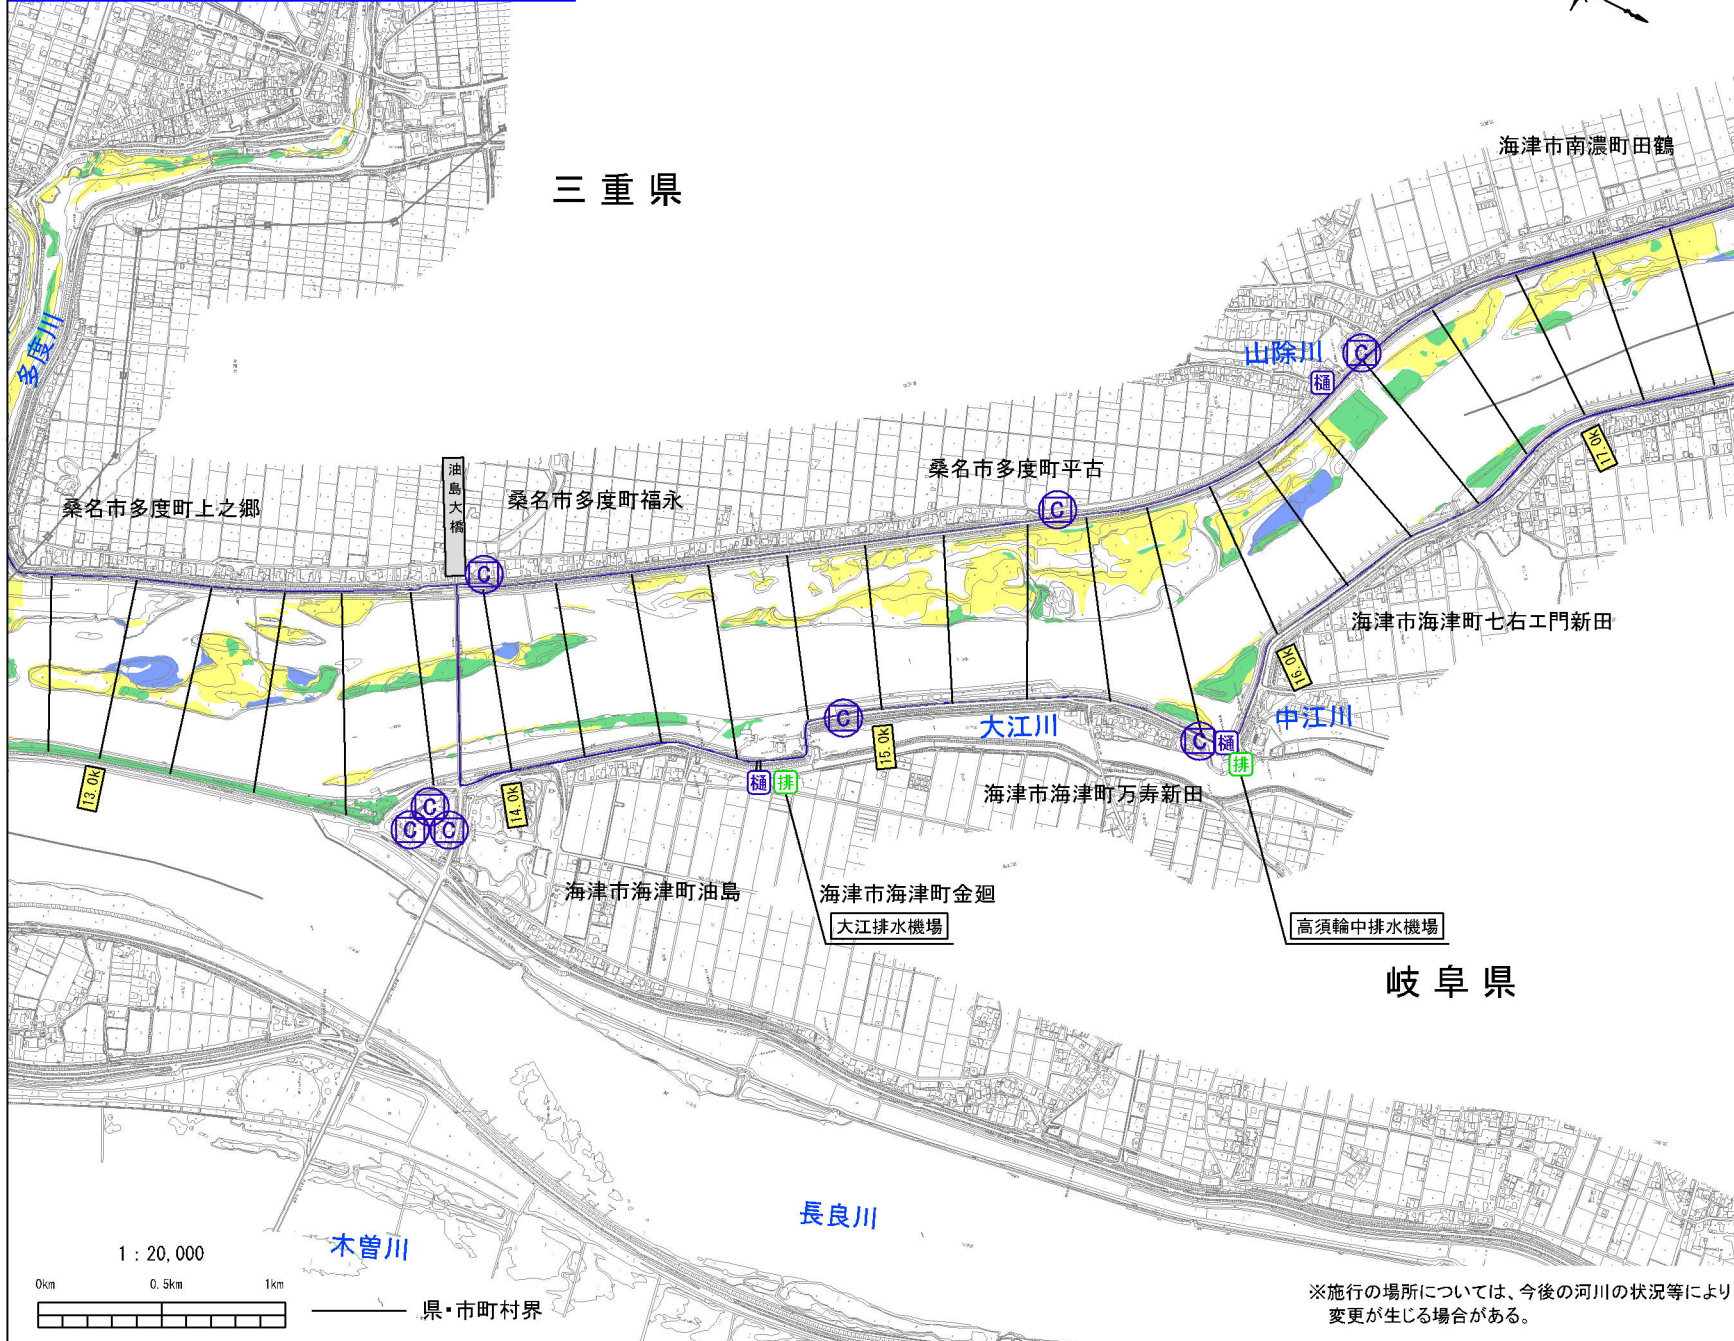 海津市南濃町田鶴
三重県
多度川
山除川
C
樋
桑名市多度町上之郷
油島大橋
桑名市多度町福永
桑名市多度町平古
C
C
17.0k
海津市海津町七右エ門新田
16.0k
大江川
中江川
C
C
樋
排
15.0k
13.0k
14.0k
樋
排
C
C
C
海津市海津町万寿新田
海津市海津町油島
海津市海津町金廻
大江排水機場
高須輪中排水機場
岐阜県
長良川
木曽川
1:20,000
0km 0.5km 1km
県・市町村界
※施行の場所については、今後の河川の状況等により
変更が生じる場合がある。